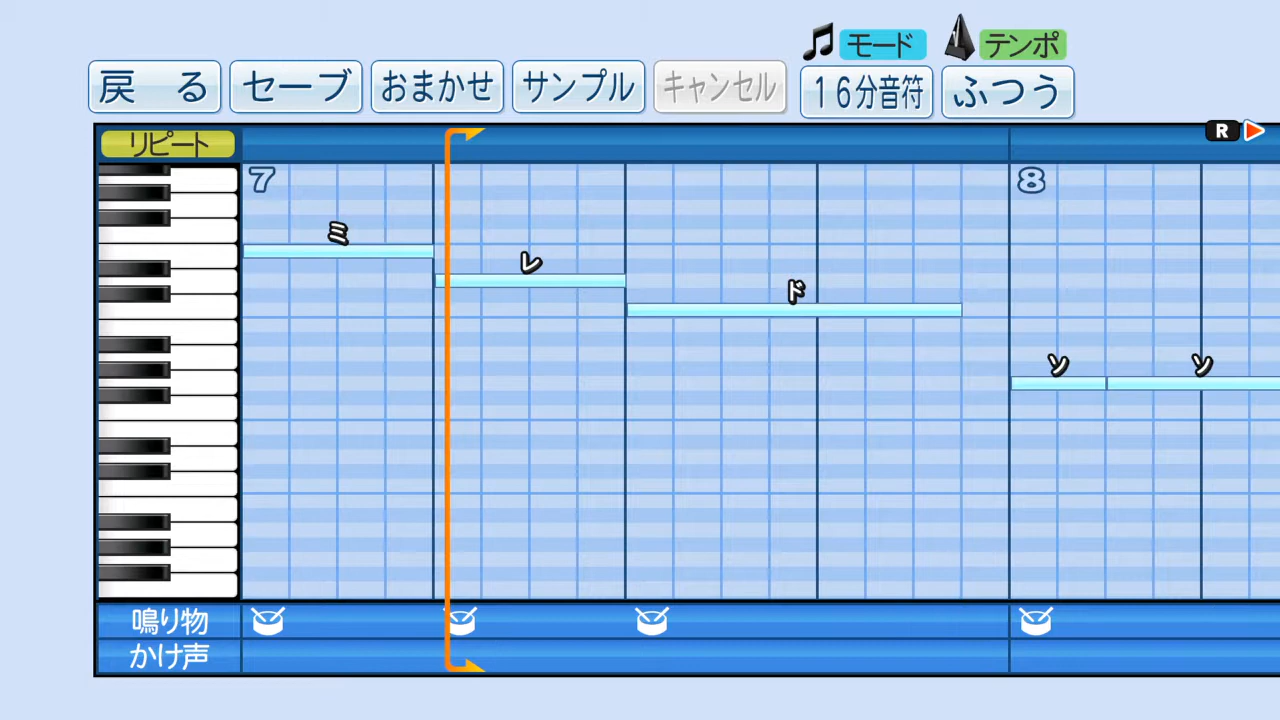 モード テンポ
戻る セーブ おまかせ サンプル キャンセル 16分音符 ふつう
リピート R
7 8
ミ
レ
ド
ソ ソ
鳴り物
かけ声